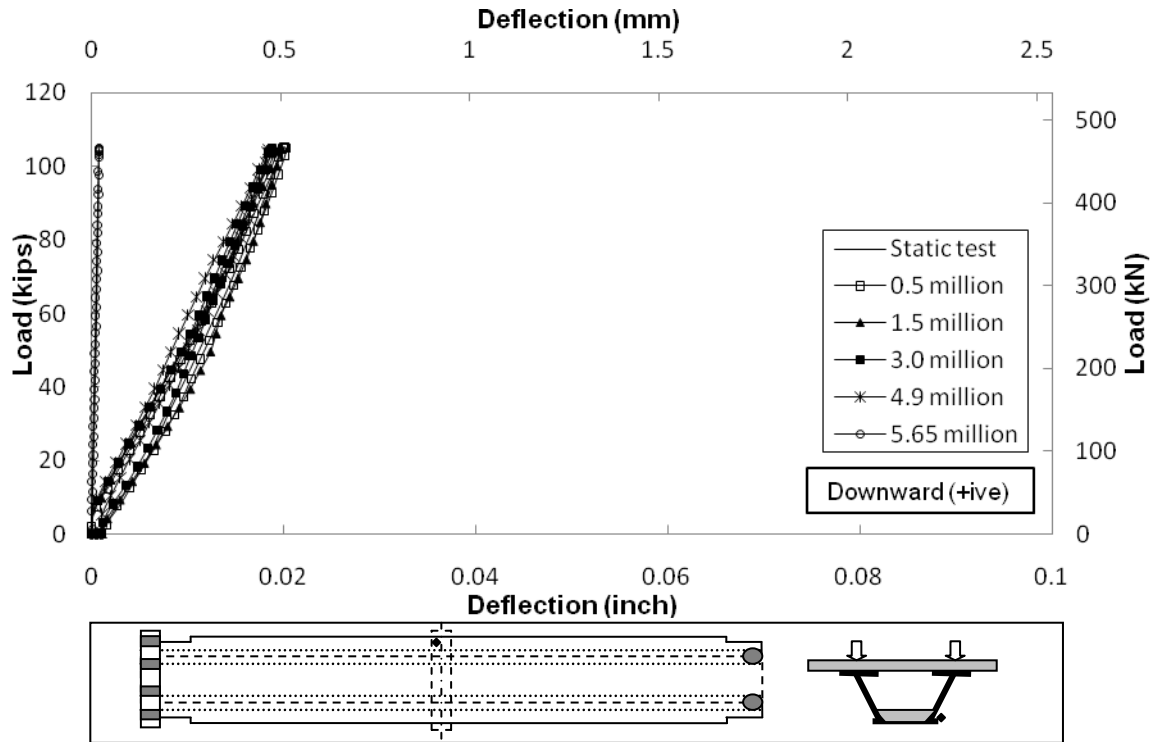 Deflection (mm)
0 0.5 1 1.5 2 2.5
120
100
80
60
40
20
0
Load (kips)
500
400
300
200
100
0
Load (kN)
Static test
0.5 million
1.5 million
3.0 million
4.9 million
5.65 million
Downward (+ive)
0 0.02 0.04 0.06 0.08 0.1
Deflection (inch)